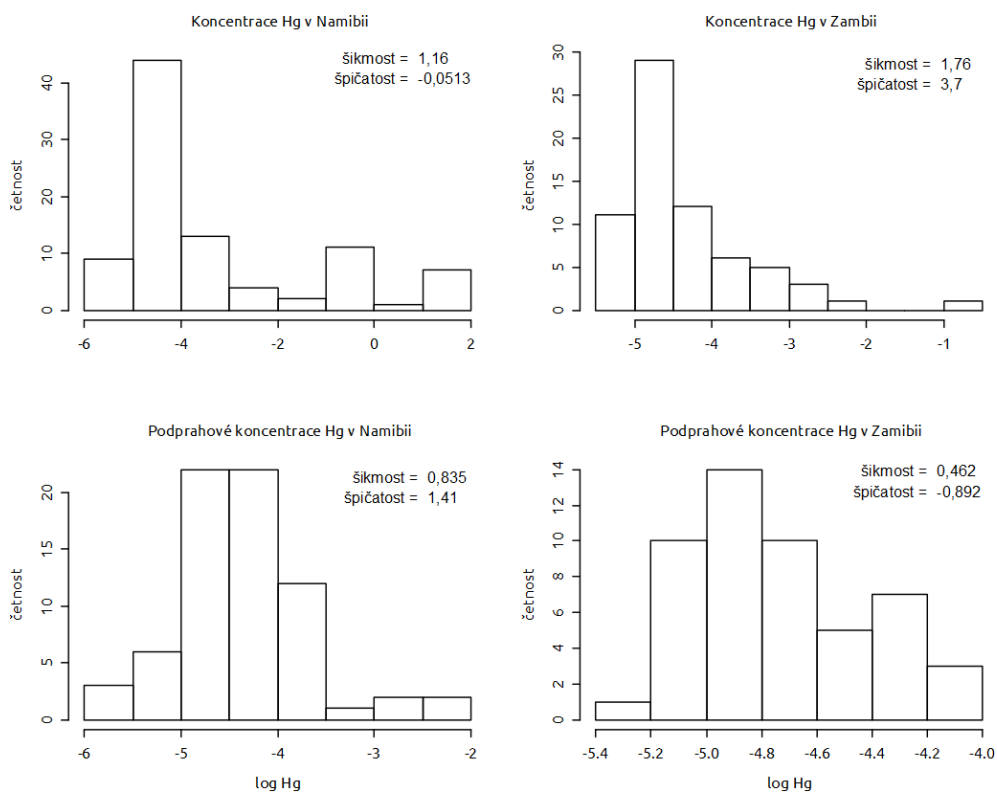 Koncentrace Hg v Namibii
šikmost = 1,16
špičatost = -0,0513
četnost
0 10 20 30 40
-6 -4 -2 0 2
Koncentrace Hg v Zambii
šikmost = 1,76
špičatost = 3,7
četnost
0 5 10 15 20 25 30
-5 -4 -3 -2 -1
Podprahové koncentrace Hg v Namibii
šikmost = 0,835
špičatost = 1,41
četnost
0 5 10 15 20
-6 -5 -4 -3 -2
log Hg
Podprahové koncentrace Hg v Zamibii
šikmost = 0,462
špičatost = -0,892
četnost
0 2 4 6 8 10 12 14
-5.4 -5.2 -5.0 -4.8 -4.6 -4.4 -4.2 -4.0
log Hg